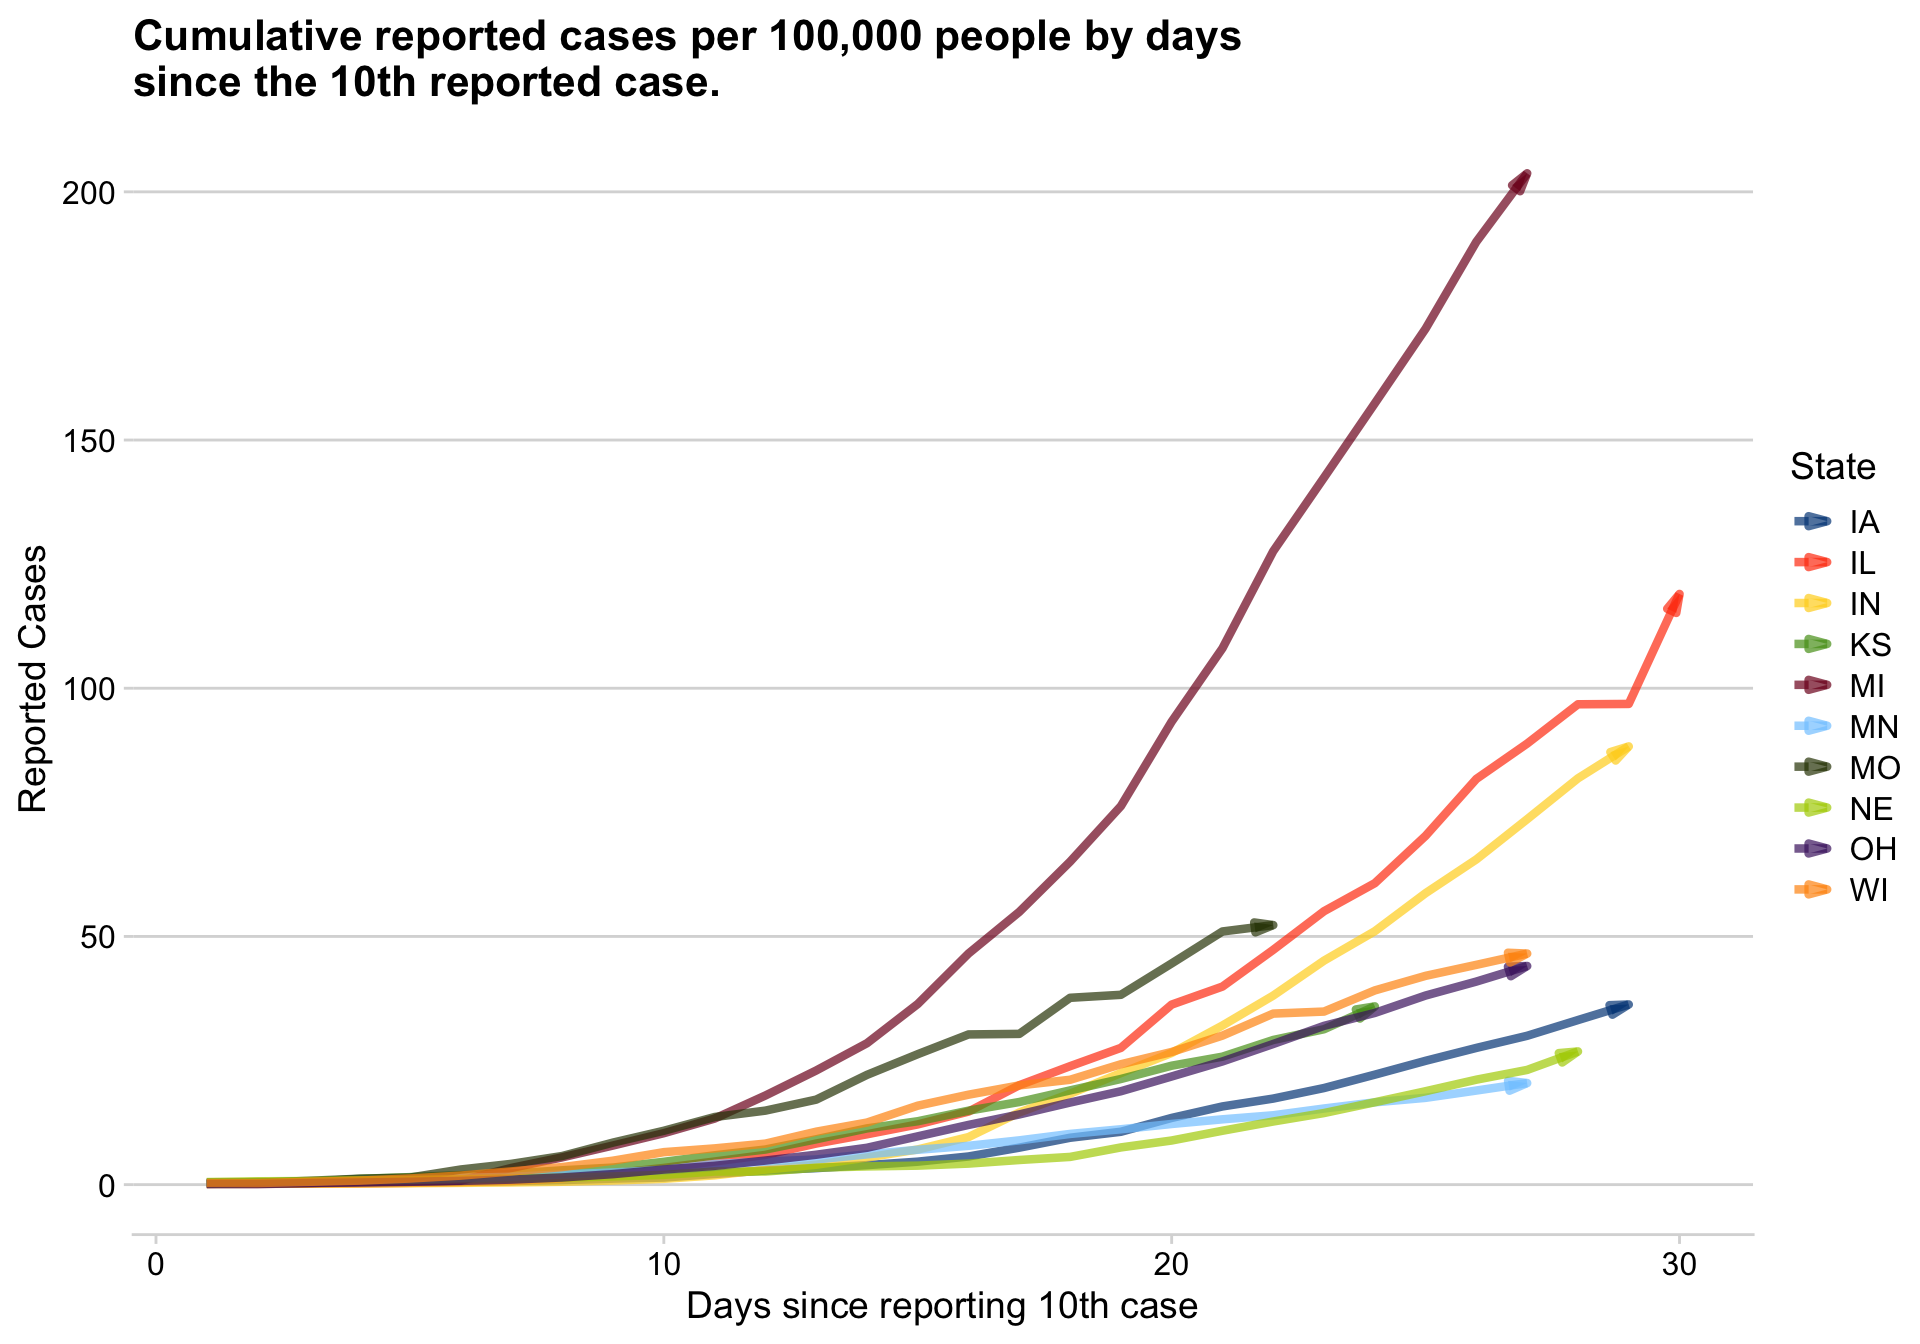 Cumulative reported cases per 100,000 people by days
since the 10th reported case.
200
150
100
50
0
Reported Cases
0 10 20 30
Days since reporting 10th case
State
IA
IL
IN
KS
MI
MN
MO
NE
OH
WI